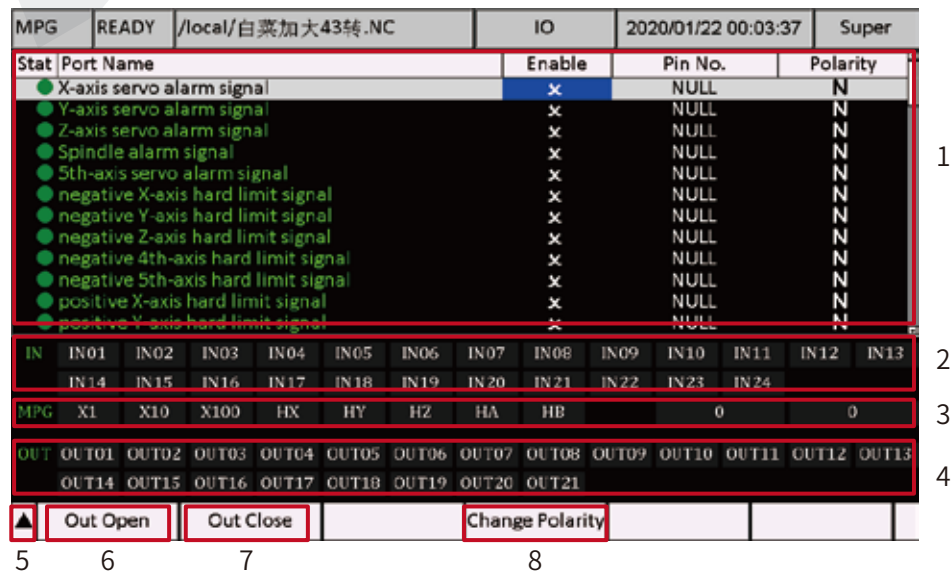 MPG READY /local/白菜加大43转.NC IO 2020/01/22 00:03:37 Super
Stat Port Name Enable Pin No. Polarity
X-axis servo alarm signal x NULL N
Y-axis servo alarm signal x NULL N
Z-axis servo alarm signal x NULL N
Spindle alarm signal x NULL N
5th-axis servo alarm signal x NULL N
negative X-axis hard limit signal x NULL N
negative Y-axis hard limit signal x NULL N
negative Z-axis hard limit signal x NULL N
negative 4th-axis hard limit signal x NULL N
negative 5th-axis hard limit signal x NULL N
positive X-axis hard limit signal x NULL N
positive Y-axis hard limit signal x NULL N
1
IN IN01 IN02 IN03 IN04 IN05 IN06 IN07 IN08 IN09 IN10 IN11 IN12 IN13
IN14 IN15 IN16 IN17 IN18 IN19 IN20 IN21 IN22 IN23 IN24
2
MPG X1 X10 X100 HX HY HZ HA HB 0 0
3
OUT OUT01 OUT02 OUT03 OUT04 OUT05 OUT06 OUT07 OUT08 OUT09 OUT10 OUT11 OUT12 OUT13
OUT14 OUT15 OUT16 OUT17 OUT18 OUT19 OUT20 OUT21
4
▲ Out Open Out Close Change Polarity
5 6 7 8